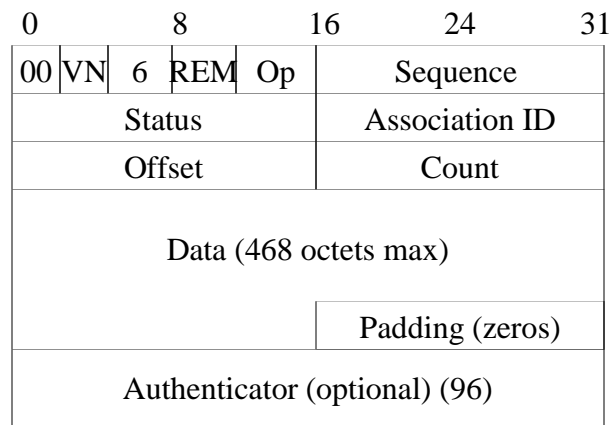 0 8 16 24 31
00 VN 6 REM Op Sequence
Status Association ID
Offset Count
Data (468 octets max)
Padding (zeros)
Authenticator (optional) (96)